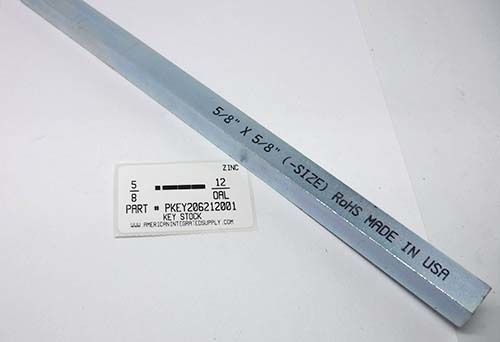 5/8" X 5/8" (-SIZE) RoHS MADE IN USA
ZINC
5/8 12 OAL
PART # PKEY206212001
KEY STOCK
WWW.AMERICANINTEGRATEDSUPPLY.COM